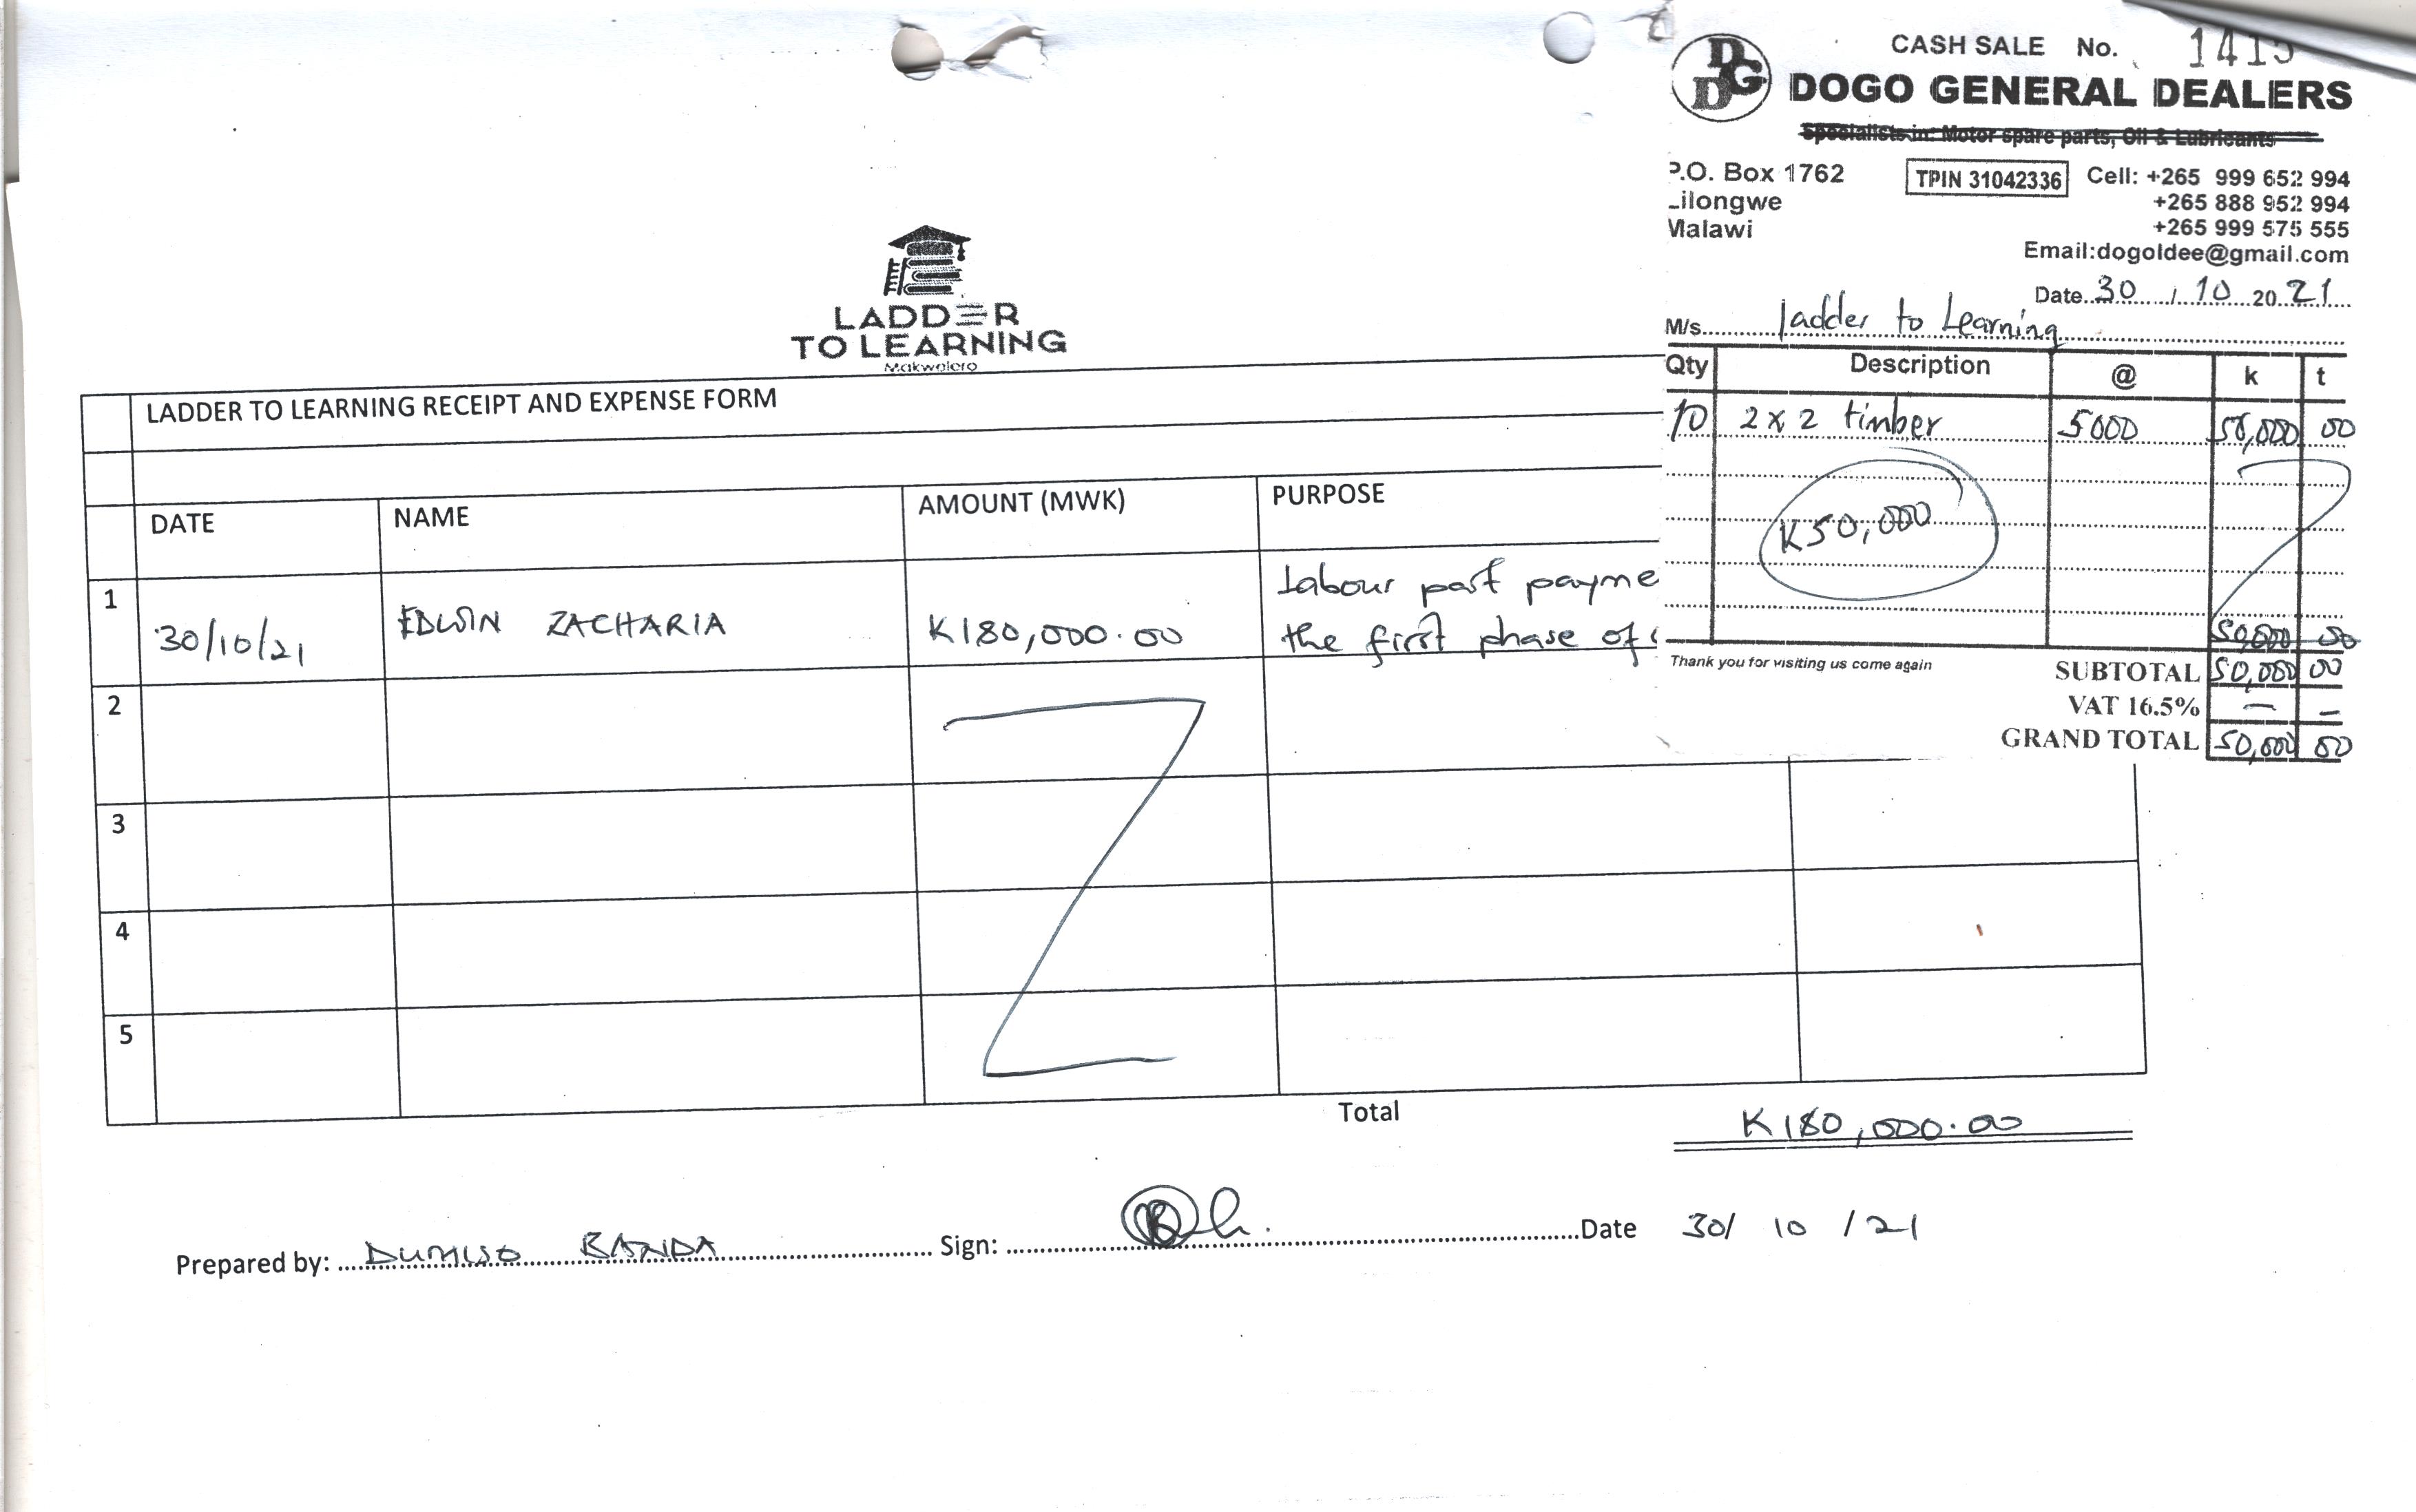 CASH SALE No.
DOGO GENERAL DEALERS
Specialists in: Motor spare parts, Oil & Lubricants
P.O. Box 1762
Lilongwe
Malawi
TPIN 31042336
Cell: +265 999 652 994
+265 888 952 994
+265 999 575 555
Email:dogoldee@gmail.com
Date 30 / 10 2021
M/s ladder to Learning
Qty Description @ k t
10 2 x 2 timber 5000 50,000 00
K50,000
50,000 00
Thank you for visiting us come again
SUBTOTAL 50,000 00
VAT 16.5% — –
GRAND TOTAL 50,000 00
LADDER
TO LEARNING
Makwelero
LADDER TO LEARNING RECEIPT AND EXPENSE FORM
DATE NAME AMOUNT (MWK) PURPOSE
1 30/10/21 EDWIN ZACHARIA K180,000.00 Labour part payme
the first phase of
2
3
4
5
Total K180,000.00
Prepared by: DUMISO BANDA Sign: Date 30/ 10 /21